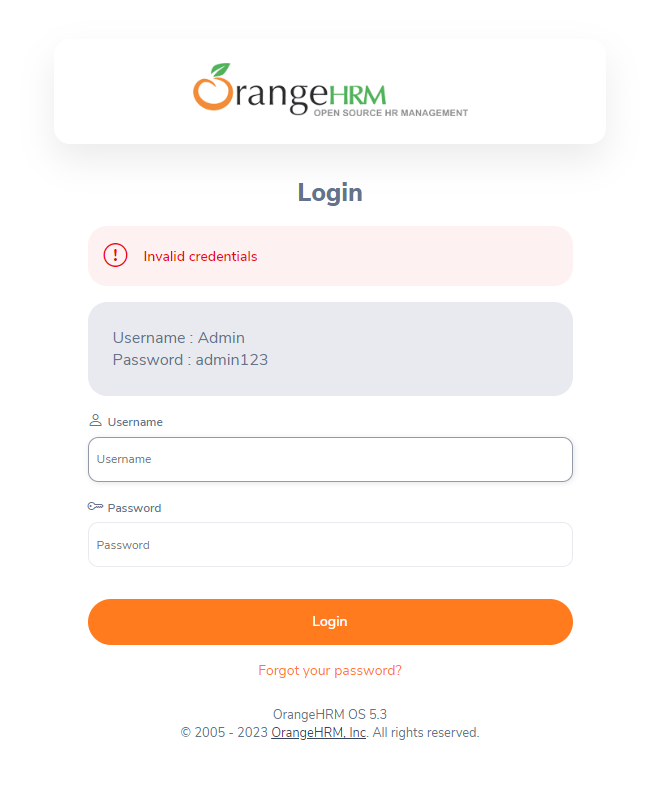 OrangeHRM
OPEN SOURCE HR MANAGEMENT
Login
Invalid credentials
Username : Admin
Password : admin123
Username
Username
Password
Password
Login
Forgot your password?
OrangeHRM OS 5.3
© 2005 - 2023 OrangeHRM, Inc. All rights reserved.